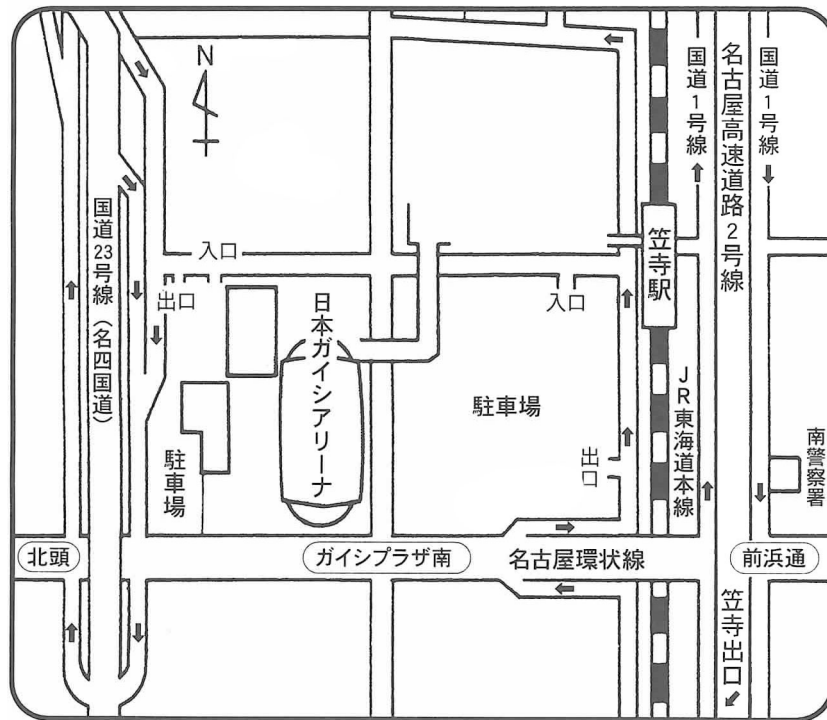 N
国道1号線
名古屋高速道路2号線
国道1号線
国道23号線(名四国道)
入口
出口
日本ガイシアリーナ
入口
笠寺駅
駐車場
駐車場
出口
JR東海道本線
南警察署
北頭
ガイシプラザ南
名古屋環状線
前浜通
笠寺出口